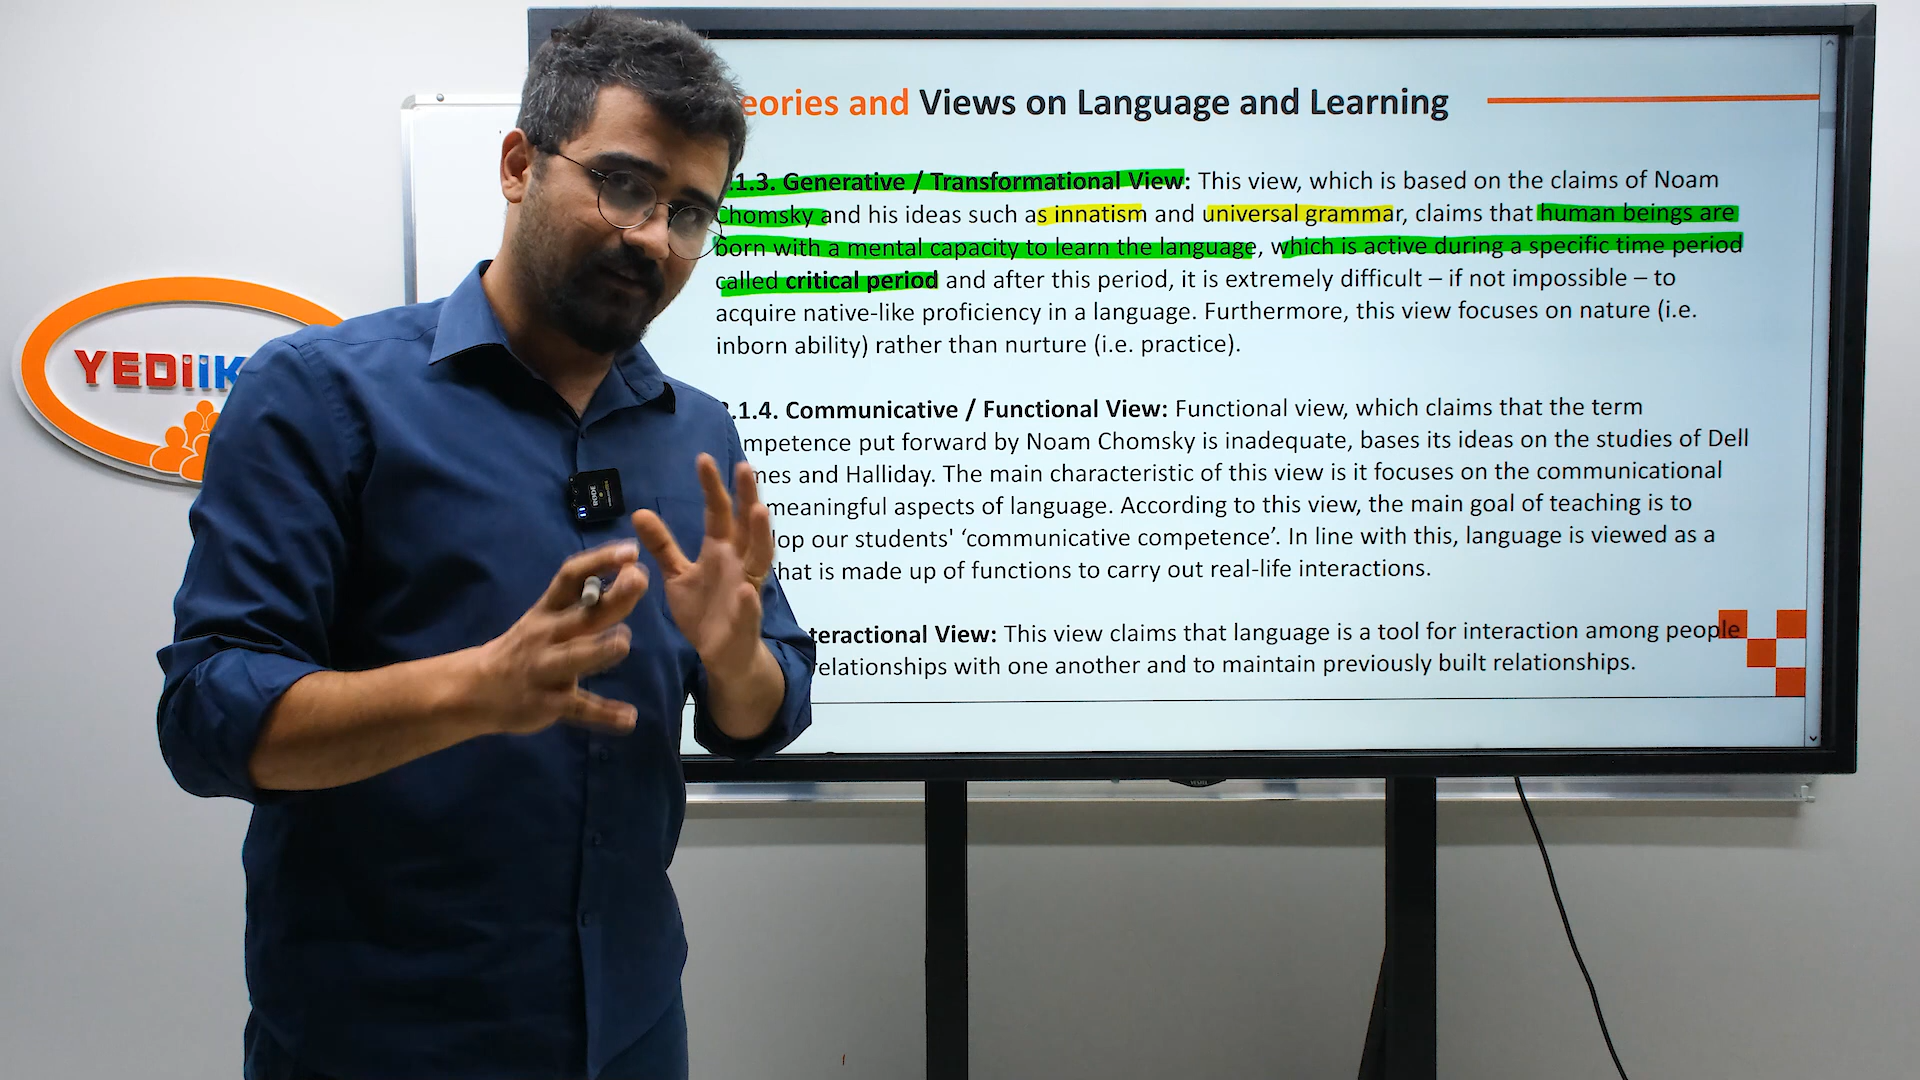 eories and Views on Language and Learning
.1.3. Generative / Transformational View: This view, which is based on the claims of Noam
Chomsky and his ideas such as innatism and universal grammar, claims that human beings are
born with a mental capacity to learn the language, which is active during a specific time period
called critical period and after this period, it is extremely difficult – if not impossible – to
acquire native-like proficiency in a language. Furthermore, this view focuses on nature (i.e.
inborn ability) rather than nurture (i.e. practice).
.1.4. Communicative / Functional View: Functional view, which claims that the term
mpetence put forward by Noam Chomsky is inadequate, bases its ideas on the studies of Dell
mes and Halliday. The main characteristic of this view is it focuses on the communicational
meaningful aspects of language. According to this view, the main goal of teaching is to
lop our students' ‘communicative competence’. In line with this, language is viewed as a
that is made up of functions to carry out real-life interactions.
teractional View: This view claims that language is a tool for interaction among people
elationships with one another and to maintain previously built relationships.
YEDiiK
RODE